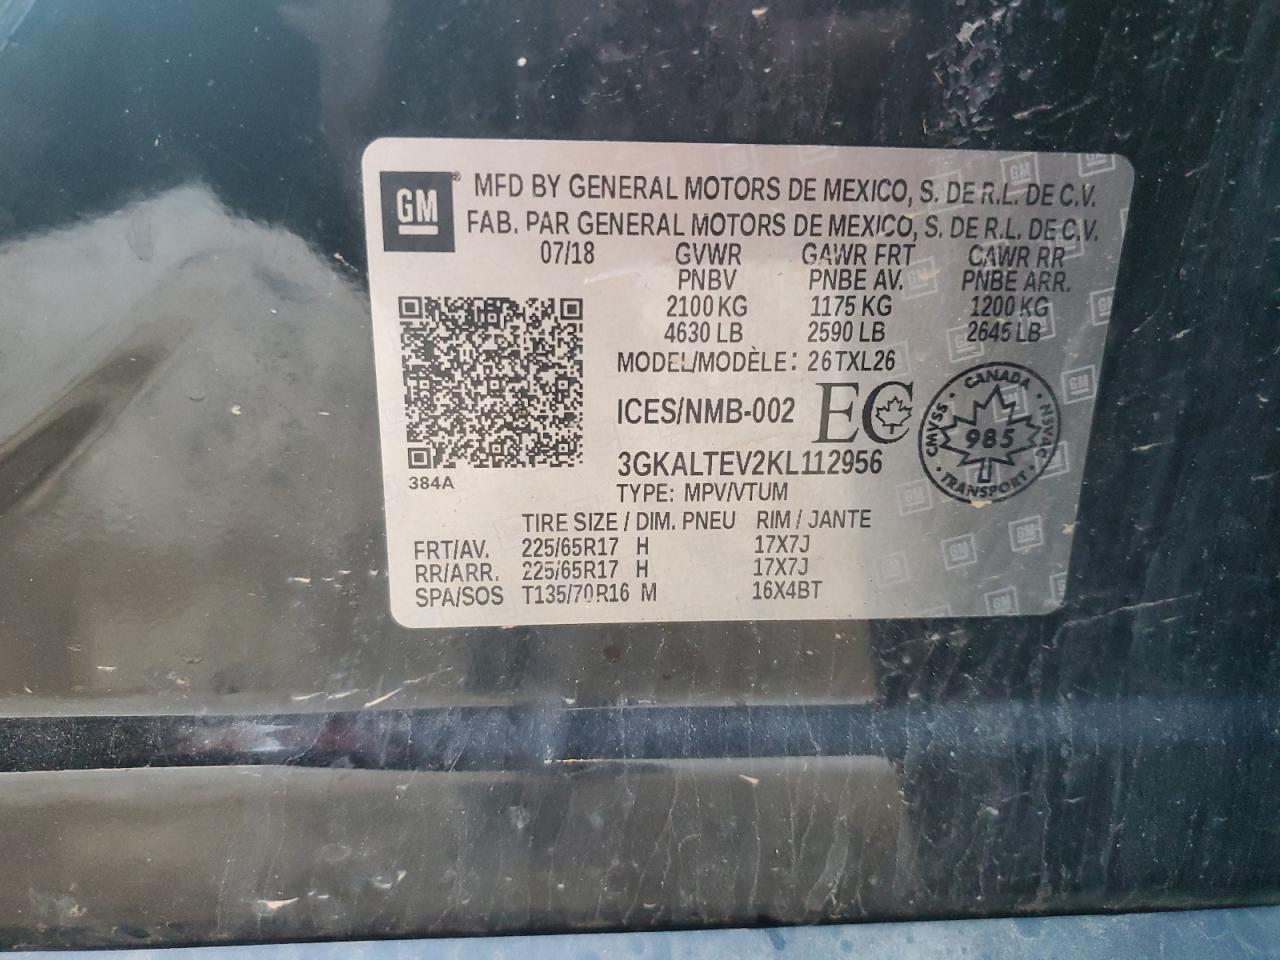 GM® MFD BY GENERAL MOTORS DE MEXICO, S. DE R.L. DE C.V.
FAB. PAR GENERAL MOTORS DE MEXICO, S. DE R.L. DE C.V.
07/18 GVWR GAWR FRT CAWR RR
PNBV PNBE AV. PNBE ARR.
2100 KG 1175 KG 1200 KG
4630 LB 2590 LB 2645 LB
MODEL/MODÈLE: 26TXL26
ICES/NMB-002 EC
CANADA
CMVSS 985 NSVAC
TRANSPORT
3GKALTEV2KL112956
384A
TYPE: MPV/VTUM
TIRE SIZE / DIM. PNEU RIM / JANTE
FRT/AV. 225/65R17 H 17X7J
RR/ARR. 225/65R17 H 17X7J
SPA/SOS T135/70R16 M 16X4BT